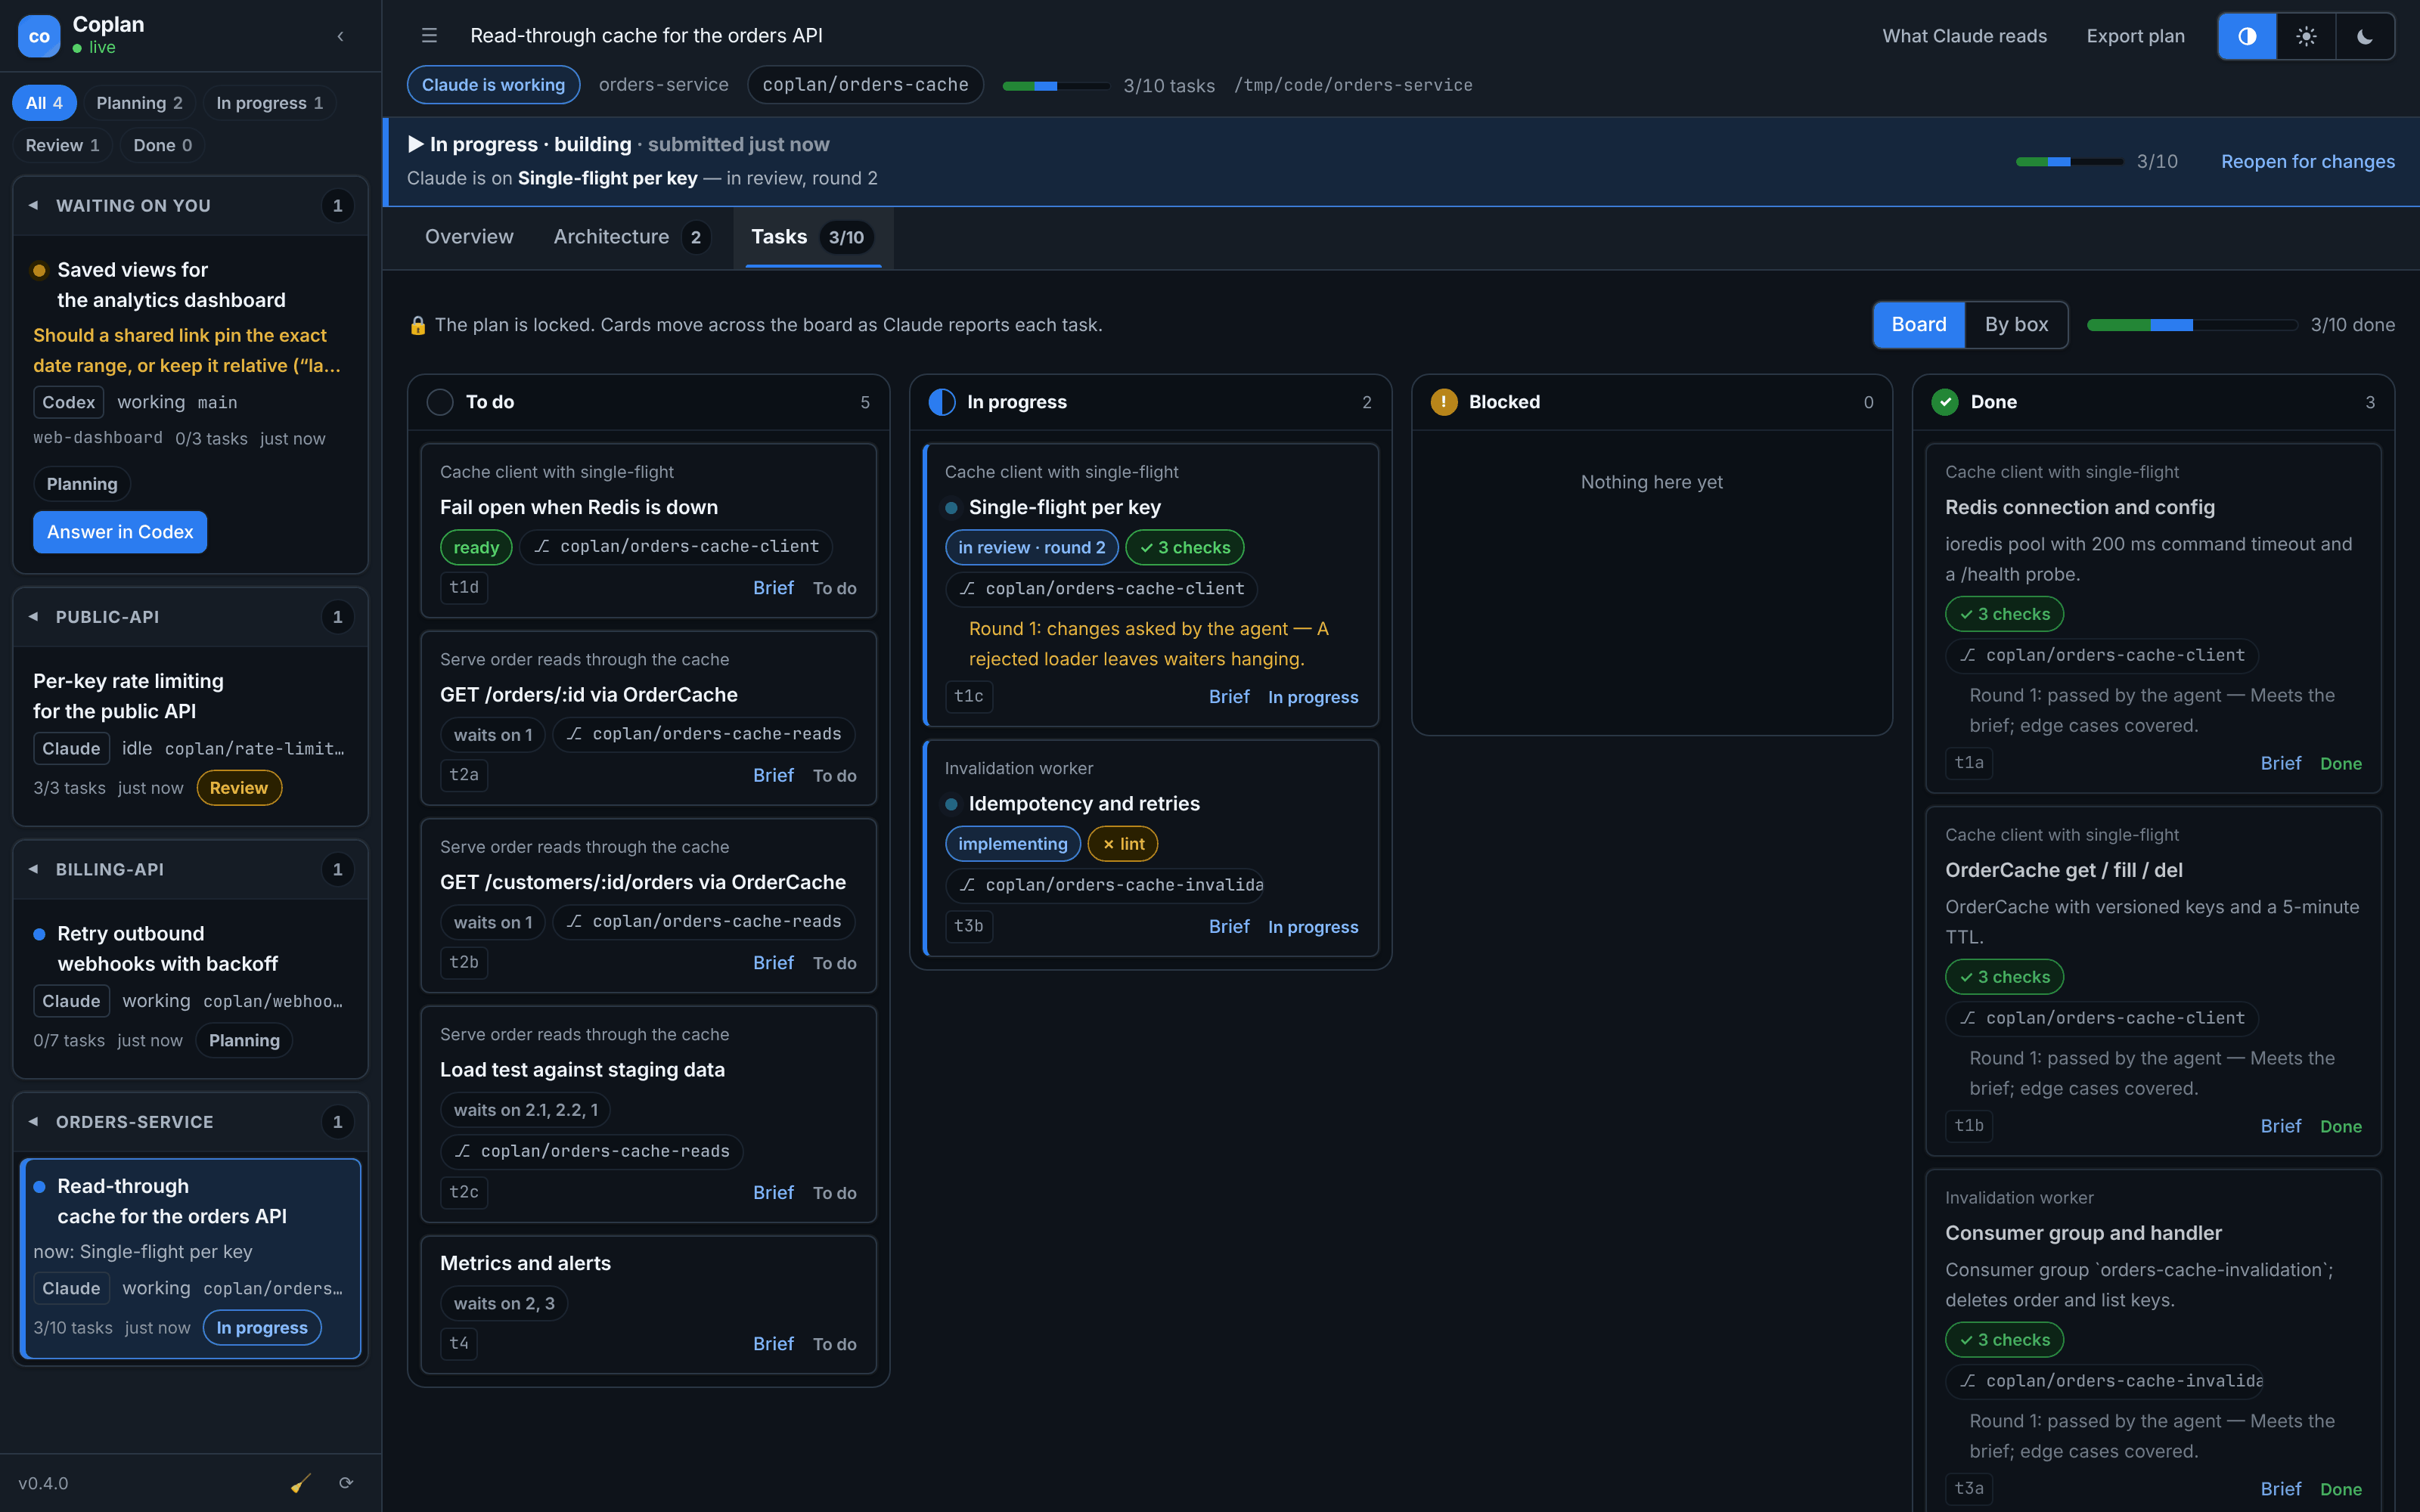 co
Coplan
live
All 4
Planning 2
In progress 1
Review 1
Done 0
WAITING ON YOU
1
Saved views for
the analytics dashboard
Should a shared link pin the exact
date range, or keep it relative (“la…
Codex working main
web-dashboard 0/3 tasks just now
Planning
Answer in Codex
PUBLIC-API
1
Per-key rate limiting
for the public API
Claude idle coplan/rate-limit…
3/3 tasks just now Review
BILLING-API
1
Retry outbound
webhooks with backoff
Claude working coplan/webhoo…
0/7 tasks just now Planning
ORDERS-SERVICE
1
Read-through
cache for the orders API
now: Single-flight per key
Claude working coplan/orders…
3/10 tasks just now In progress
v0.4.0
Read-through cache for the orders API
What Claude reads
Export plan
Claude is working orders-service coplan/orders-cache 3/10 tasks /tmp/code/orders-service
In progress · building · submitted just now
Claude is on Single-flight per key — in review, round 2
3/10
Reopen for changes
Overview
Architecture 2
Tasks 3/10
The plan is locked. Cards move across the board as Claude reports each task.
Board
By box
3/10 done
To do 5
Cache client with single-flight
Fail open when Redis is down
ready coplan/orders-cache-client
t1d Brief To do
Serve order reads through the cache
GET /orders/:id via OrderCache
waits on 1 coplan/orders-cache-reads
t2a Brief To do
Serve order reads through the cache
GET /customers/:id/orders via OrderCache
waits on 1 coplan/orders-cache-reads
t2b Brief To do
Serve order reads through the cache
Load test against staging data
waits on 2.1, 2.2, 1
coplan/orders-cache-reads
t2c Brief To do
Metrics and alerts
waits on 2, 3
t4 Brief To do
In progress 2
Cache client with single-flight
Single-flight per key
in review · round 2 ✓ 3 checks
coplan/orders-cache-client
Round 1: changes asked by the agent — A
rejected loader leaves waiters hanging.
t1c Brief In progress
Invalidation worker
Idempotency and retries
implementing × lint
coplan/orders-cache-invalida
t3b Brief In progress
! Blocked 0
Nothing here yet
Done 3
Cache client with single-flight
Redis connection and config
ioredis pool with 200 ms command timeout and
a /health probe.
✓ 3 checks
coplan/orders-cache-client
Round 1: passed by the agent — Meets the
brief; edge cases covered.
t1a Brief Done
Cache client with single-flight
OrderCache get / fill / del
OrderCache with versioned keys and a 5-minute
TTL.
✓ 3 checks
coplan/orders-cache-client
Round 1: passed by the agent — Meets the
brief; edge cases covered.
t1b Brief Done
Invalidation worker
Consumer group and handler
Consumer group `orders-cache-invalidation`;
deletes order and list keys.
✓ 3 checks
coplan/orders-cache-invalida
Round 1: passed by the agent — Meets the
brief; edge cases covered.
t3a Brief Done